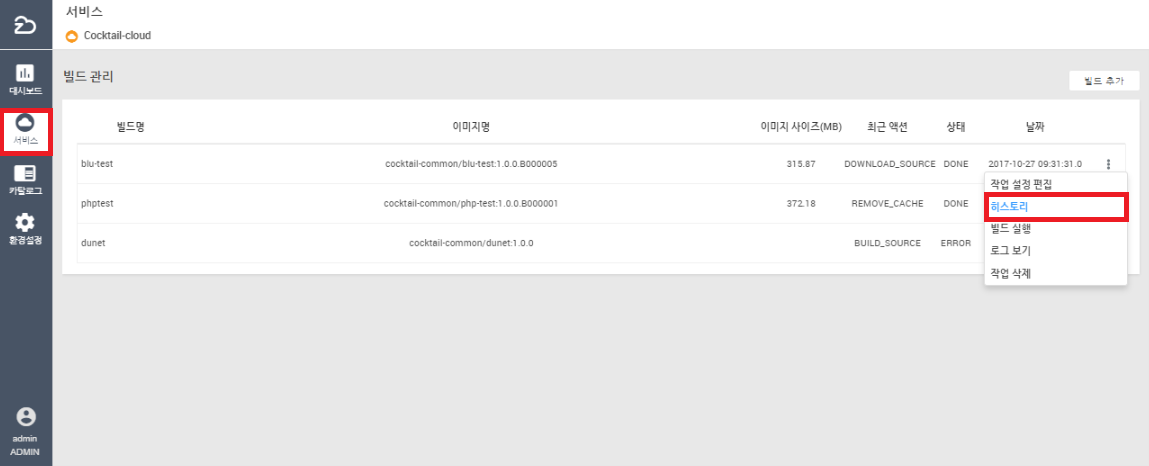 서비스
Cocktail-cloud
대시보드
서비스
카탈로그
환경설정
admin
ADMIN
빌드 관리
빌드 추가
빌드명 이미지명 이미지 사이즈(MB) 최근 액션 상태 날짜
blu-test cocktail-common/blu-test:1.0.0.B000005 315.87 DOWNLOAD_SOURCE DONE 2017-10-27 09:31:31.0
phptest cocktail-common/php-test:1.0.0.B000001 372.18 REMOVE_CACHE DONE
dunet cocktail-common/dunet:1.0.0 BUILD_SOURCE ERROR
작업 설정 편집
히스토리
빌드 실행
로그 보기
작업 삭제